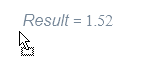 Result = 1.52